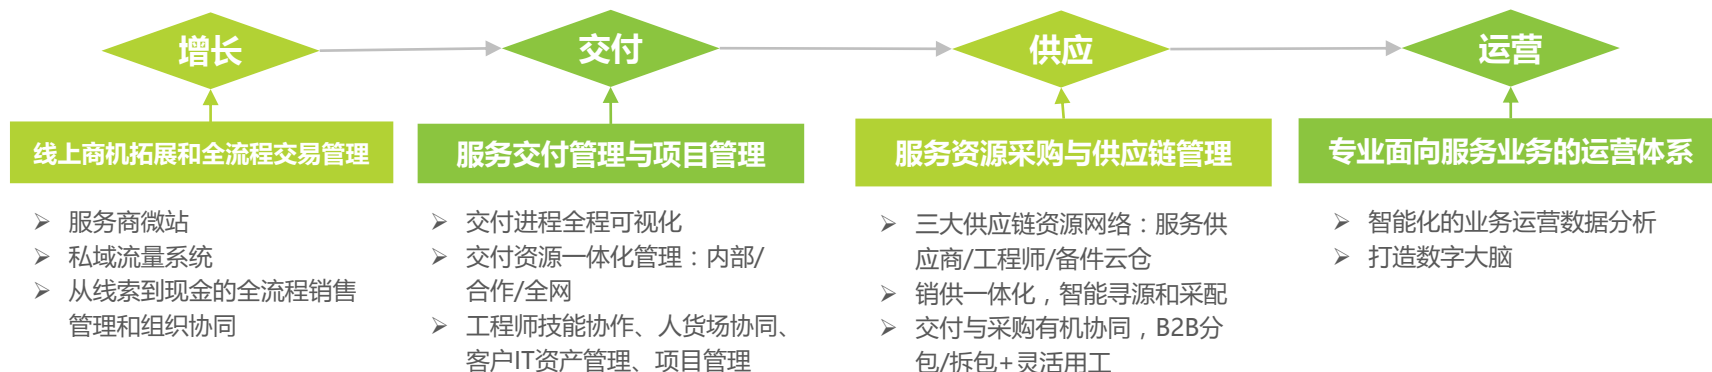 增长
交付
供应
运营
线上商机拓展和全流程交易管理
服务交付管理与项目管理
服务资源采购与供应链管理
专业面向服务业务的运营体系
➢ 服务商微站
➢ 私域流量系统
➢ 从线索到现金的全流程销售
管理和组织协同
➢ 交付进程全程可视化
➢ 交付资源一体化管理：内部/
合作/全网
➢ 工程师技能协作、人货场协同、
客户IT资产管理、项目管理
➢ 三大供应链资源网络：服务供
应商/工程师/备件云仓
➢ 销供一体化，智能寻源和采配
➢ 交付与采购有机协同，B2B分
包/拆包+灵活用工
➢ 智能化的业务运营数据分析
➢ 打造数字大脑